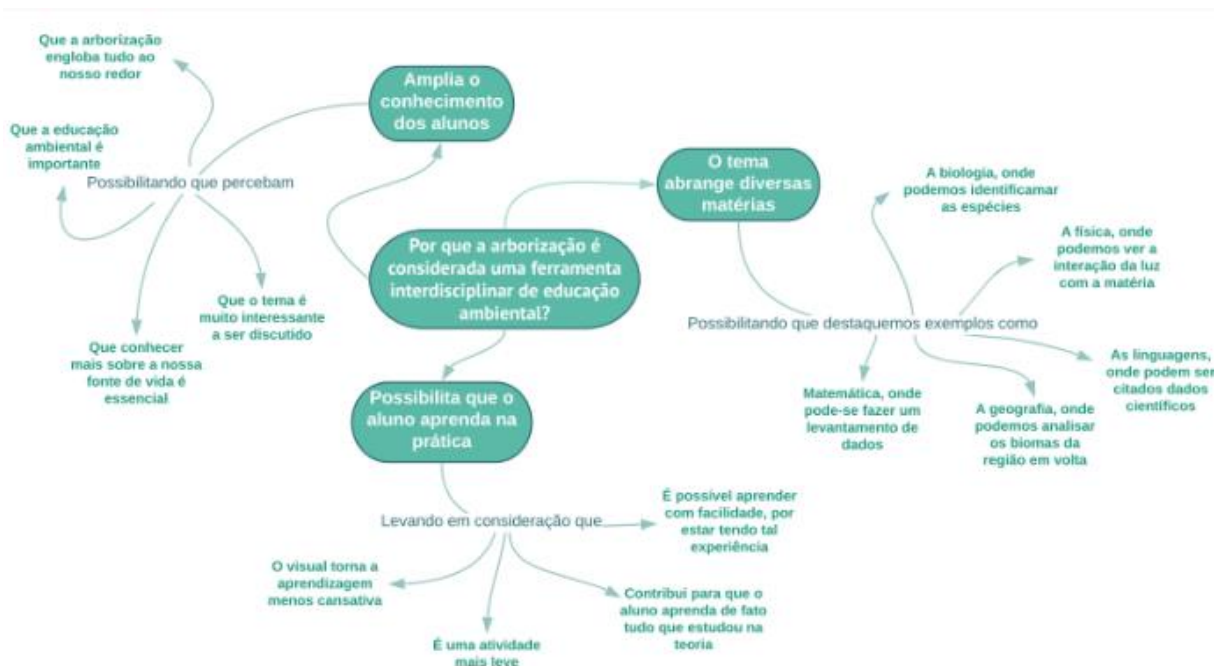 Que a arborização
engloba tudo ao
nosso redor
Amplia o
conhecimento
dos alunos
Que a educação
ambiental é
importante
Possibilitando que percebam
Que o tema é
muito interessante
a ser discutido
Que conhecer
mais sobre a nossa
fonte de vida é
essencial
Por que a arborização é
considerada uma ferramenta
interdisciplinar de educação
ambiental?
O tema
abrange diversas
matérias
A biologia, onde
podemos identificamar
as espécies
A física, onde
podemos ver a
interação da luz
com a matéria
Possibilitando que destaquemos exemplos como
As linguagens,
onde podem ser
citados dados
científicos
Matemática, onde
pode-se fazer um
levantamento de
dados
A geografia, onde
podemos analisar
os biomas da
região em volta
Possibilita que o
aluno aprenda na
prática
Levando em consideração que
É possível aprender
com facilidade, por
estar tendo tal
experiência
O visual torna a
aprendizagem
menos cansativa
É uma atividade
mais leve
Contribui para que o
aluno aprenda de fato
tudo que estudou na
teoria